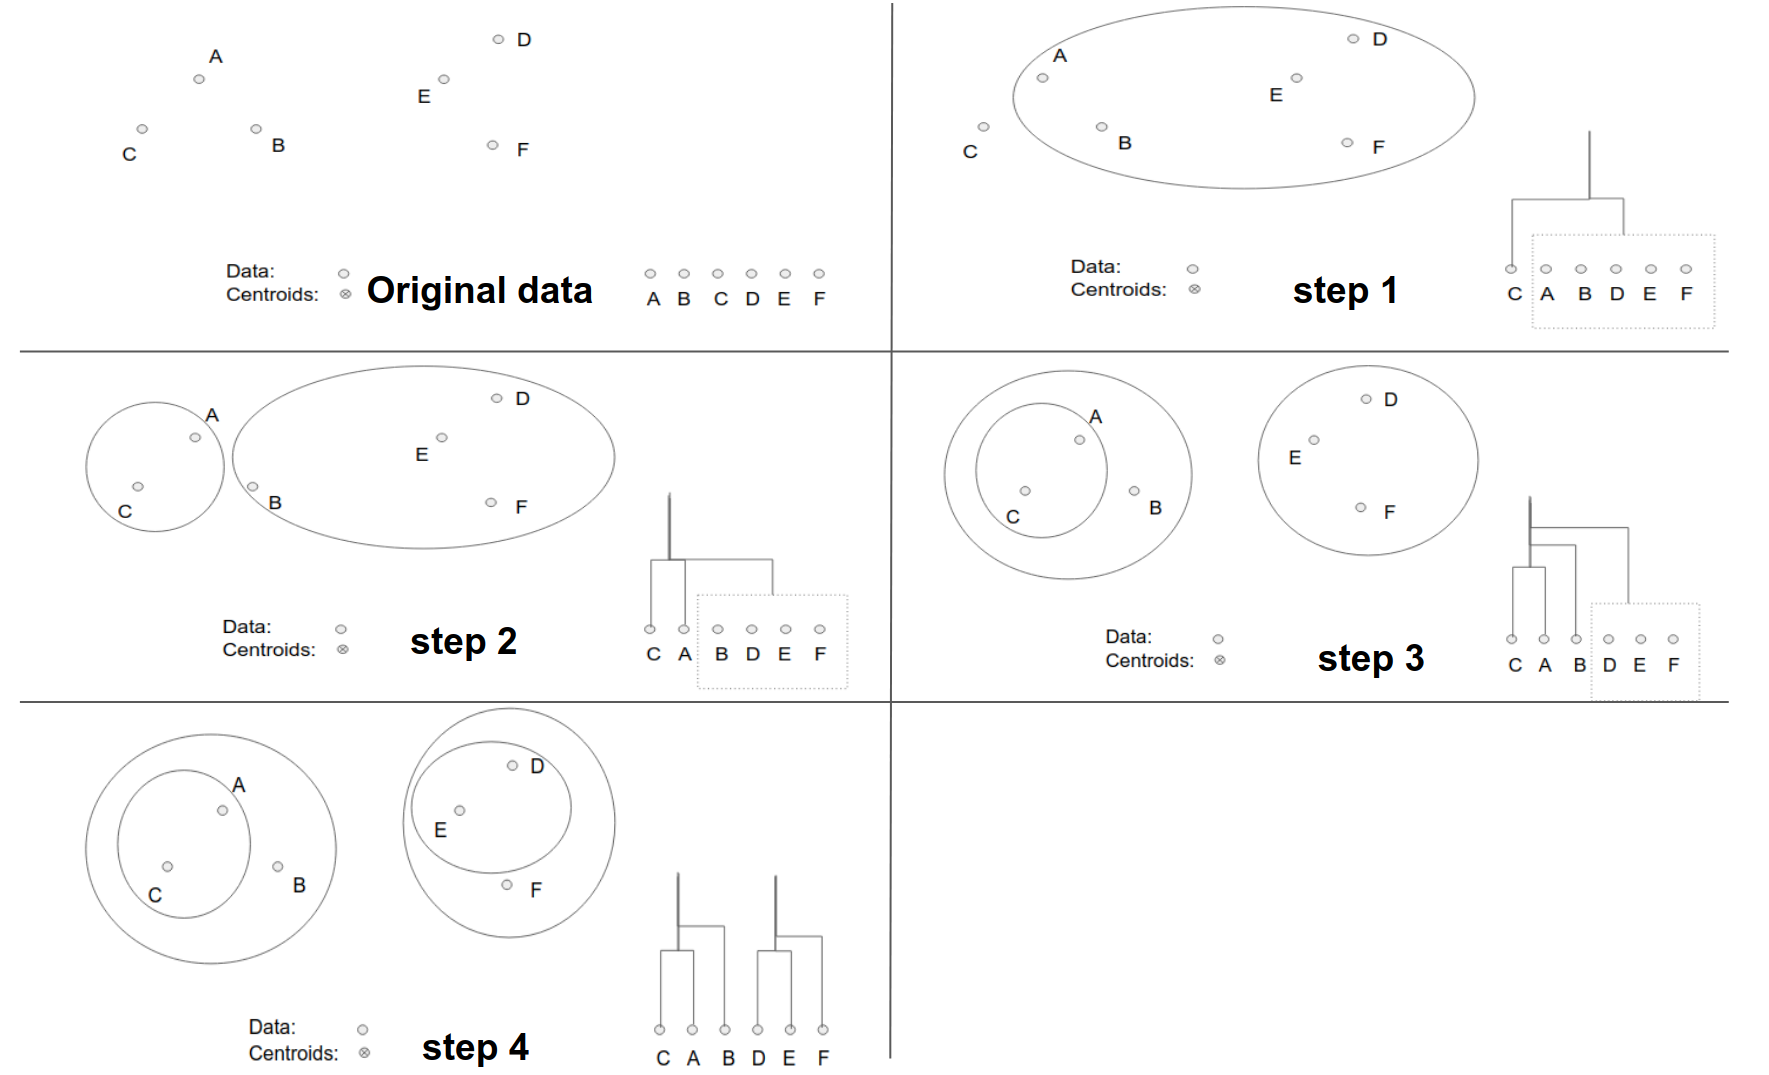 A
D
E
C
B
F
Data:
Centroids:
Original data
A B C D E F
A
D
E
C
B
F
Data:
Centroids:
step 1
C A B D E F
A
D
E
C
B
F
Data:
Centroids:
step 2
C A B D E F
A
D
E
C
B
F
Data:
Centroids:
step 3
C A B D E F
A
D
E
C
B
F
Data:
Centroids:
step 4
C A B D E F